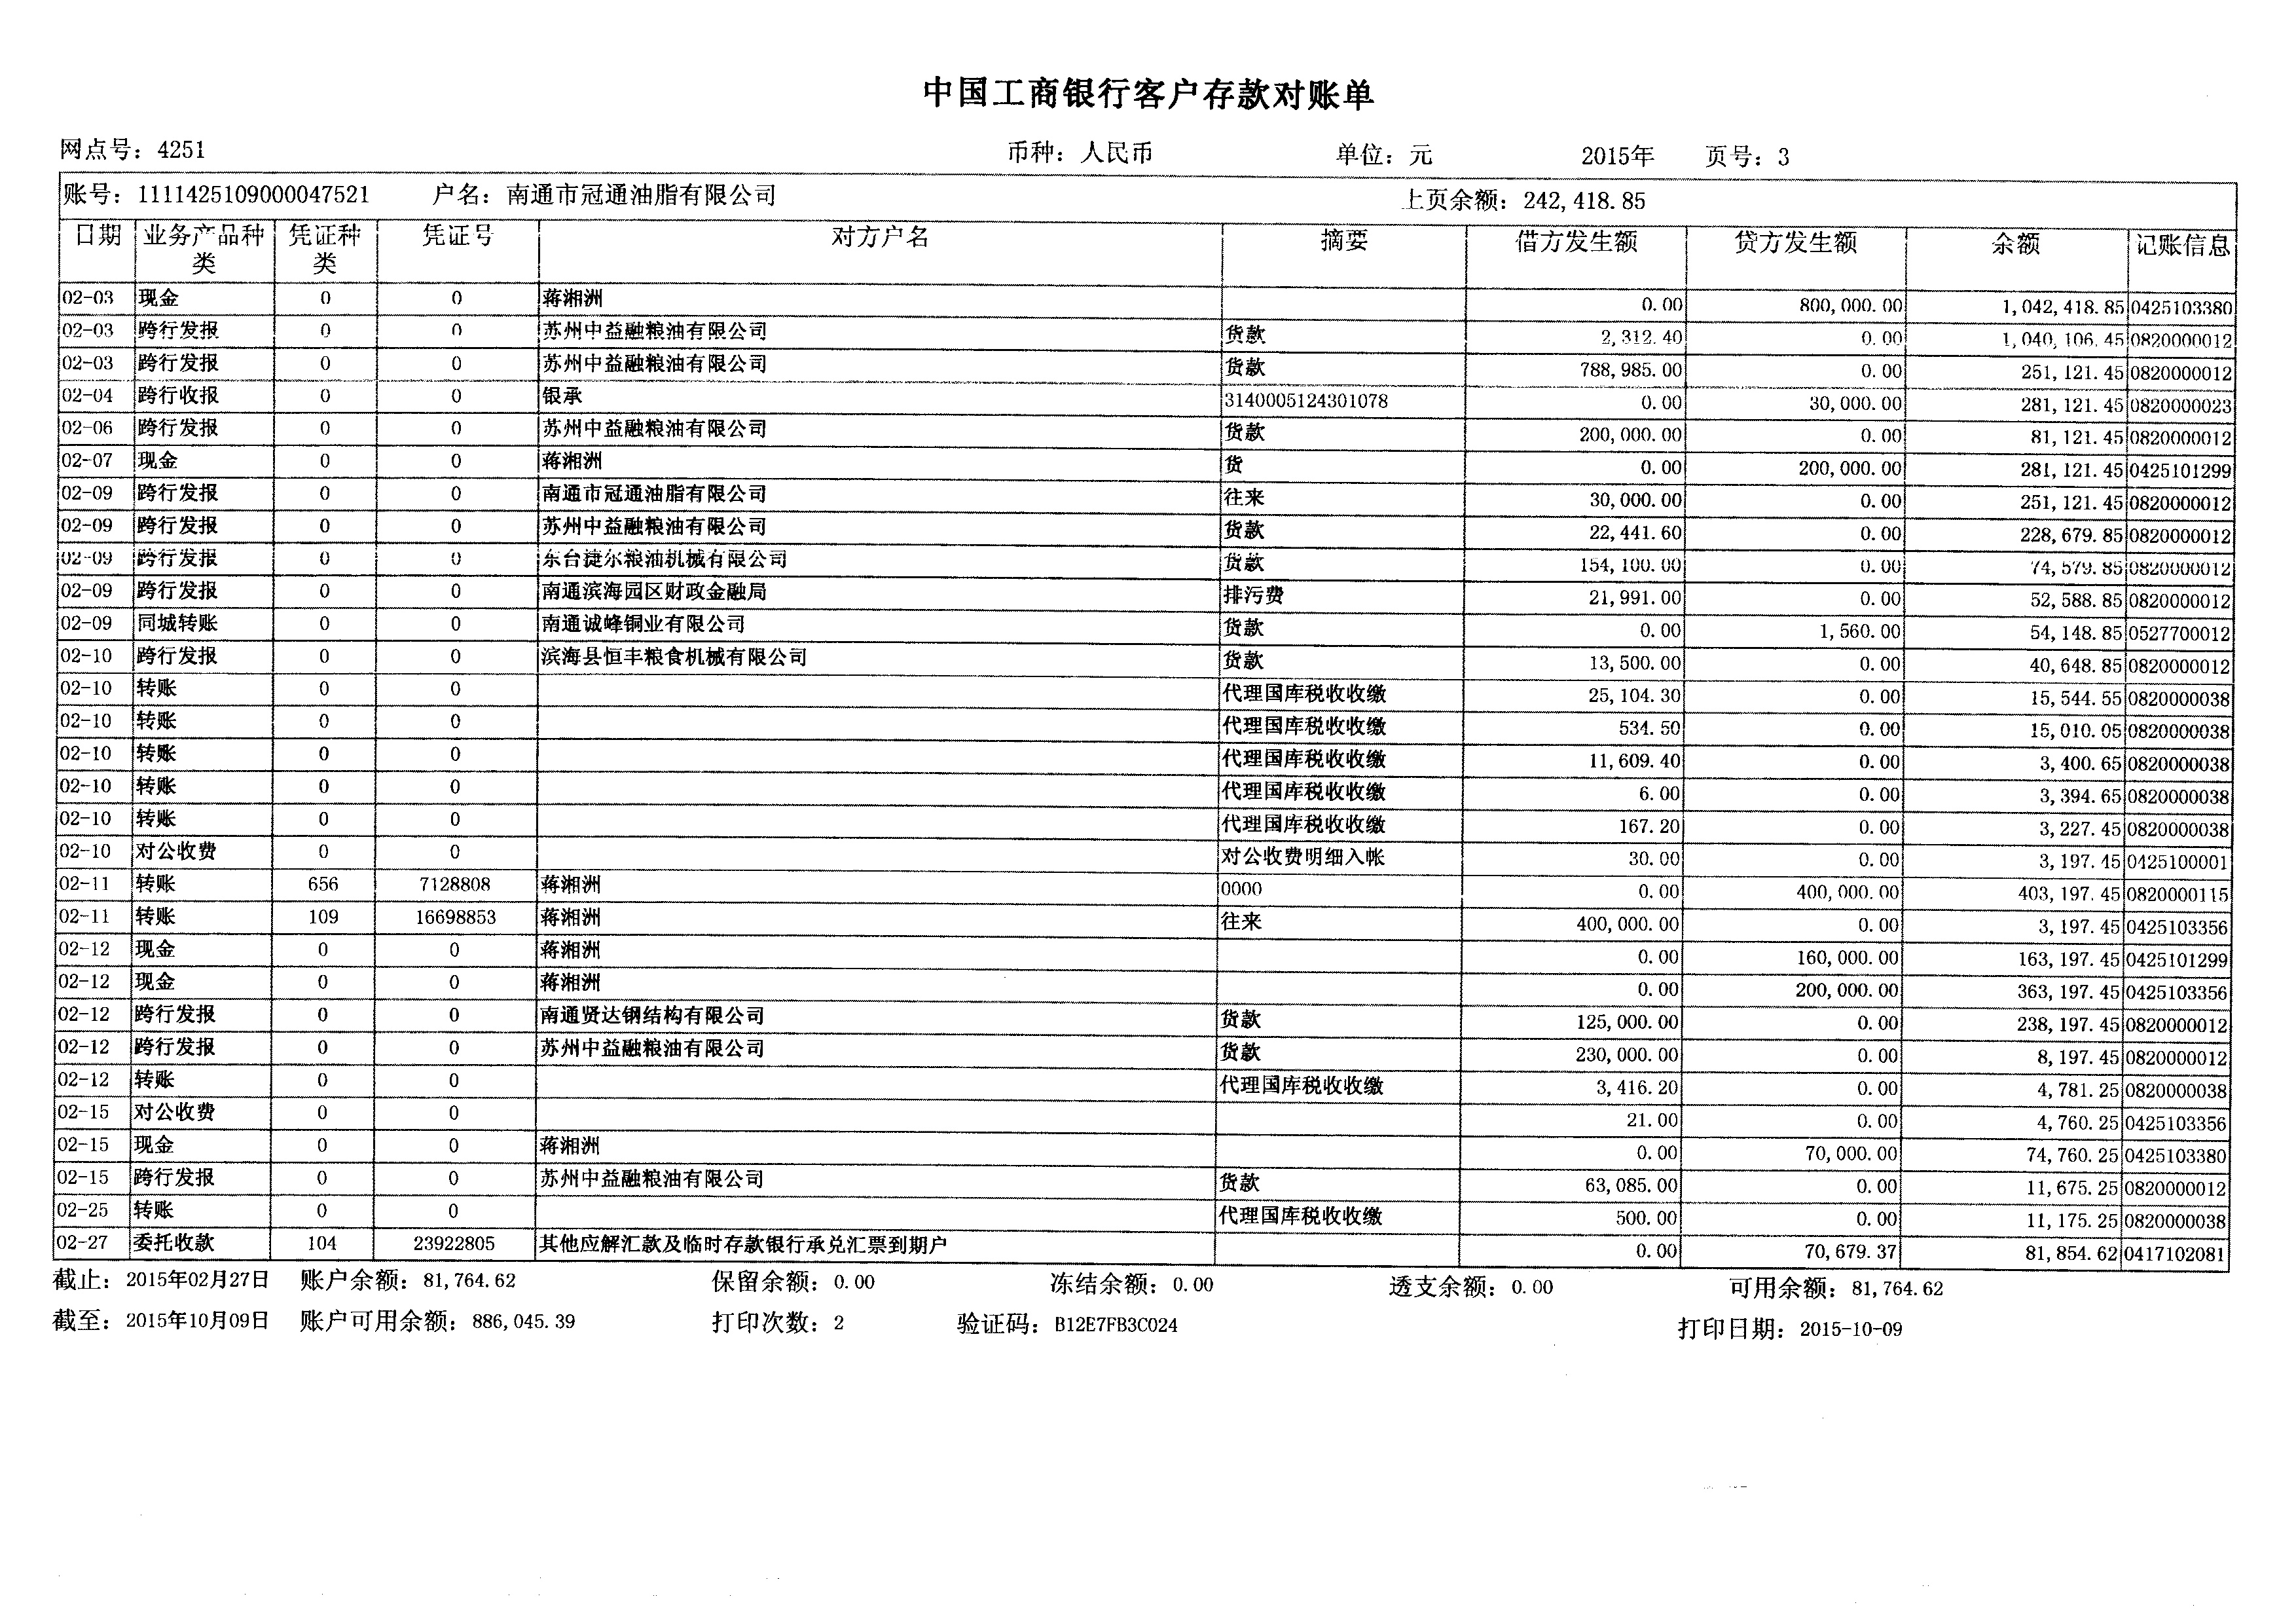 中国工商银行客户存款对账单
网点号：4251 币种：人民币 单位：元 2015年 页号：3
账号：1111425109000047521 户名：南通市冠通油脂有限公司 上页余额：242,418.85
日期 业务产品种类 凭证种类 凭证号 对方户名 摘要 借方发生额 贷方发生额 余额 记账信息
02-03 现金 0 0 蒋湘洲 0.00 800,000.00 1,042,418.85 0425103380
02-03 跨行发报 0 0 苏州中益融粮油有限公司 货款 2,312.40 0.00 1,040,106.45 0820000012
02-03 跨行发报 0 0 苏州中益融粮油有限公司 货款 788,985.00 0.00 251,121.45 0820000012
02-04 跨行收报 0 0 银承 3140005124301078 0.00 30,000.00 281,121.45 0820000023
02-06 跨行发报 0 0 苏州中益融粮油有限公司 货款 200,000.00 0.00 81,121.45 0820000012
02-07 现金 0 0 蒋湘洲 货 0.00 200,000.00 281,121.45 0425101299
02-09 跨行发报 0 0 南通市冠通油脂有限公司 往来 30,000.00 0.00 251,121.45 0820000012
02-09 跨行发报 0 0 苏州中益融粮油有限公司 货款 22,441.60 0.00 228,679.85 0820000012
02-09 跨行发报 0 0 东台捷尔粮油机械有限公司 货款 154,100.00 0.00 74,579.85 0820000012
02-09 跨行发报 0 0 南通滨海园区财政金融局 排污费 21,991.00 0.00 52,588.85 0820000012
02-09 同城转账 0 0 南通诚峰铜业有限公司 货款 0.00 1,560.00 54,148.85 0527700012
02-10 跨行发报 0 0 滨海县恒丰粮食机械有限公司 货款 13,500.00 0.00 40,648.85 0820000012
02-10 转账 0 0 代理国库税收收缴 25,104.30 0.00 15,544.55 0820000038
02-10 转账 0 0 代理国库税收收缴 534.50 0.00 15,010.05 0820000038
02-10 转账 0 0 代理国库税收收缴 11,609.40 0.00 3,400.65 0820000038
02-10 转账 0 0 代理国库税收收缴 6.00 0.00 3,394.65 0820000038
02-10 转账 0 0 代理国库税收收缴 167.20 0.00 3,227.45 0820000038
02-10 对公收费 0 0 对公收费明细入帐 30.00 0.00 3,197.45 0425100001
02-11 转账 656 7128808 蒋湘洲 0000 0.00 400,000.00 403,197.45 0820000115
02-11 转账 109 16698853 蒋湘洲 往来 400,000.00 0.00 3,197.45 0425103356
02-12 现金 0 0 蒋湘洲 0.00 160,000.00 163,197.45 0425101299
02-12 现金 0 0 蒋湘洲 0.00 200,000.00 363,197.45 0425103356
02-12 跨行发报 0 0 南通贤达钢结构有限公司 货款 125,000.00 0.00 238,197.45 0820000012
02-12 跨行发报 0 0 苏州中益融粮油有限公司 货款 230,000.00 0.00 8,197.45 0820000012
02-12 转账 0 0 代理国库税收收缴 3,416.20 0.00 4,781.25 0820000038
02-15 对公收费 0 0 21.00 0.00 4,760.25 0425103356
02-15 现金 0 0 蒋湘洲 0.00 70,000.00 74,760.25 0425103380
02-15 跨行发报 0 0 苏州中益融粮油有限公司 货款 63,085.00 0.00 11,675.25 0820000012
02-25 转账 0 0 代理国库税收收缴 500.00 0.00 11,175.25 0820000038
02-27 委托收款 104 23922805 其他应解汇款及临时存款银行承兑汇票到期户 0.00 70,679.37 81,854.62 0417102081
截止：2015年02月27日 账户余额：81,764.62 保留余额：0.00 冻结余额：0.00 透支余额：0.00 可用余额：81,764.62
截至：2015年10月09日 账户可用余额：886,045.39 打印次数：2 验证码：B12E7FB3C024 打印日期：2015-10-09